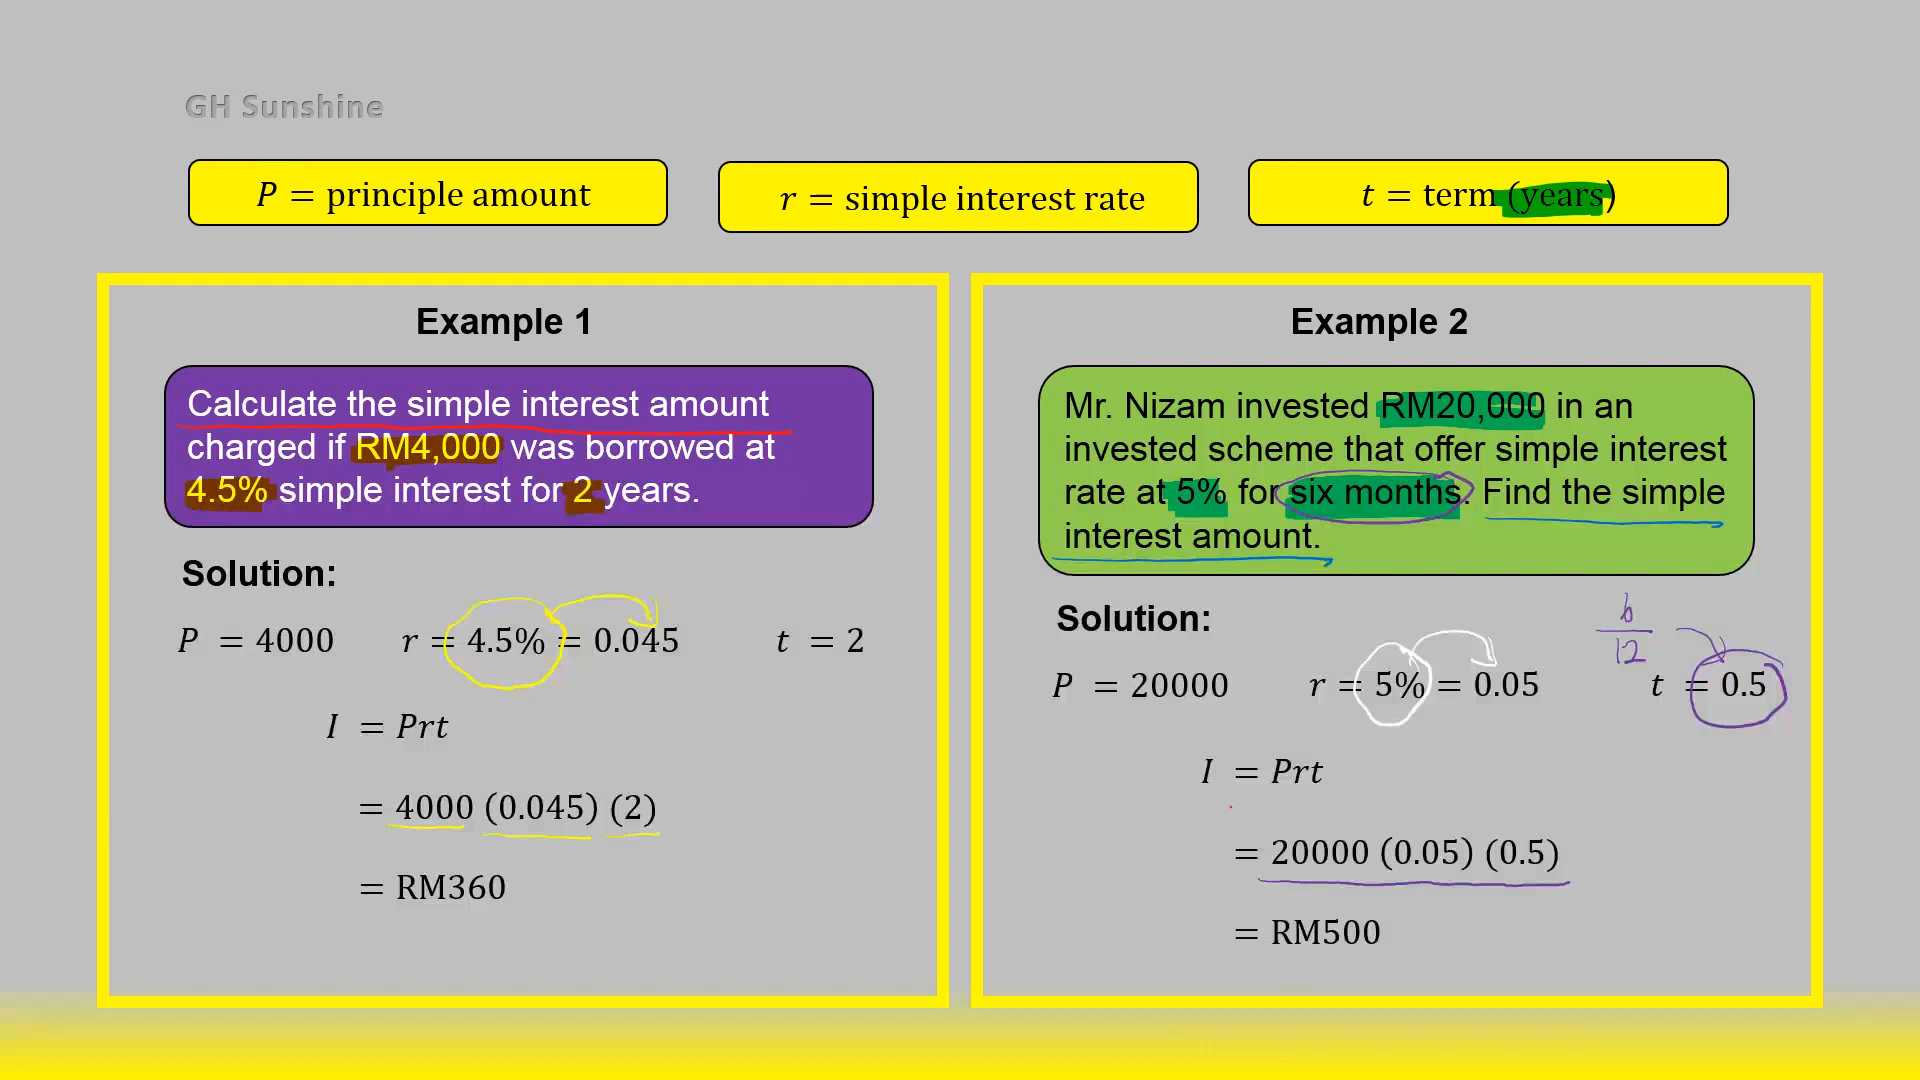 GH Sunshine
P = principle amount
r = simple interest rate
t = term (years)
Example 1
Calculate the simple interest amount
charged if RM4,000 was borrowed at
4.5% simple interest for 2 years.
Solution:
P = 4000 r = 4.5% = 0.045 t = 2
I = Prt
= 4000 (0.045) (2)
= RM360
Example 2
Mr. Nizam invested RM20,000 in an
invested scheme that offer simple interest
rate at 5% for six months. Find the simple
interest amount.
Solution:
6
12
P = 20000 r = 5% = 0.05 t = 0.5
I = Prt
= 20000 (0.05) (0.5)
= RM500